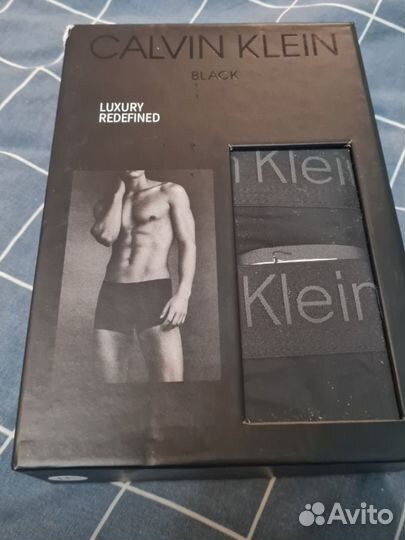 CALVIN KLEIN
BLACK
LUXURY
REDEFINED
n Klein
Klein
Avito